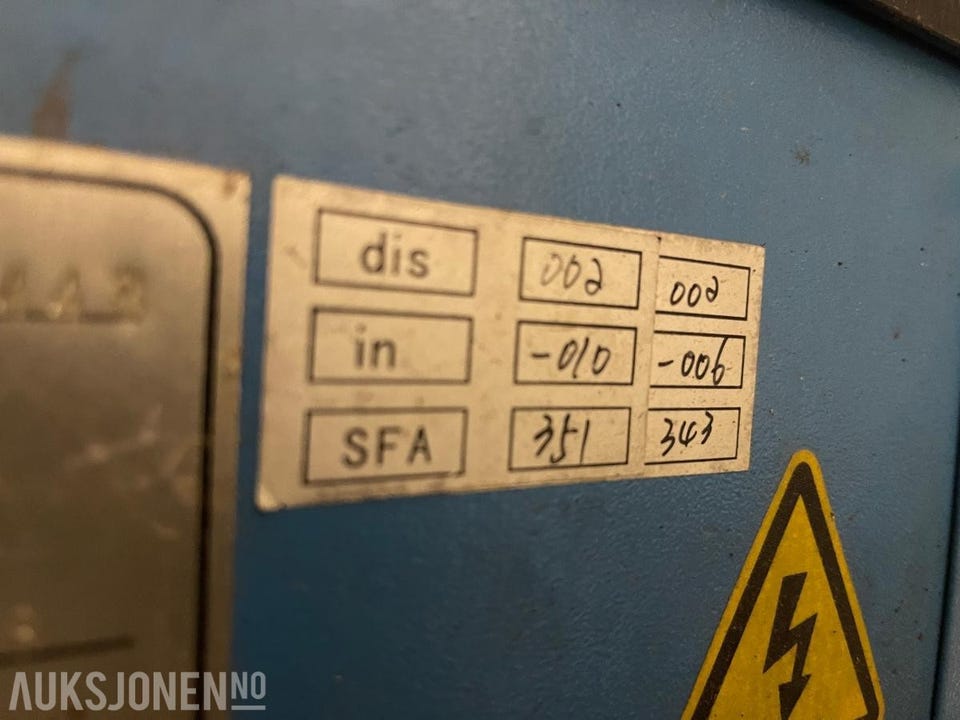 dis 002 002
in -010 -006
SFA 351 343
AUKSJONEN.NO